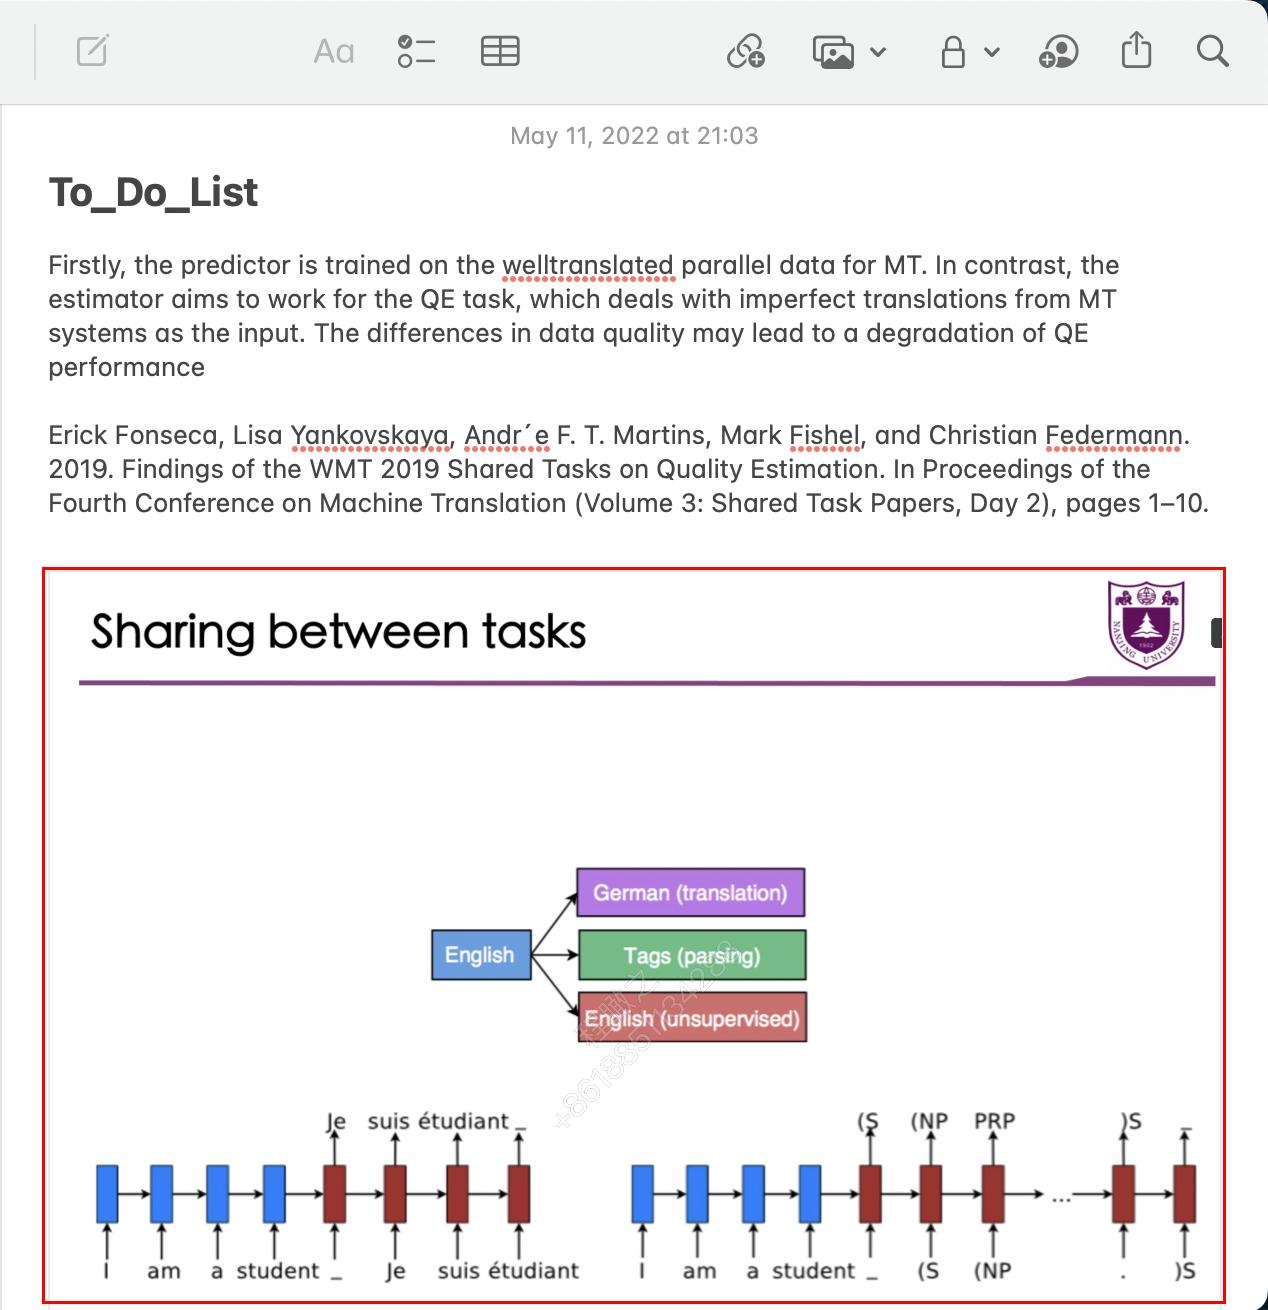 Aa
May 11, 2022 at 21:03
To_Do_List
Firstly, the predictor is trained on the welltranslated parallel data for MT. In contrast, the
estimator aims to work for the QE task, which deals with imperfect translations from MT
systems as the input. The differences in data quality may lead to a degradation of QE
performance
Erick Fonseca, Lisa Yankovskaya, Andr´e F. T. Martins, Mark Fishel, and Christian Federmann.
2019. Findings of the WMT 2019 Shared Tasks on Quality Estimation. In Proceedings of the
Fourth Conference on Machine Translation (Volume 3: Shared Task Papers, Day 2), pages 1–10.
Sharing between tasks
NANJING UNIVERSITY
1902
German (translation)
English
Tags (parsing)
English (unsupervised)
Je suis étudiant _
(S (NP PRP )S _
...
I am a student _ Je suis étudiant
I am a student _ (S (NP . )S